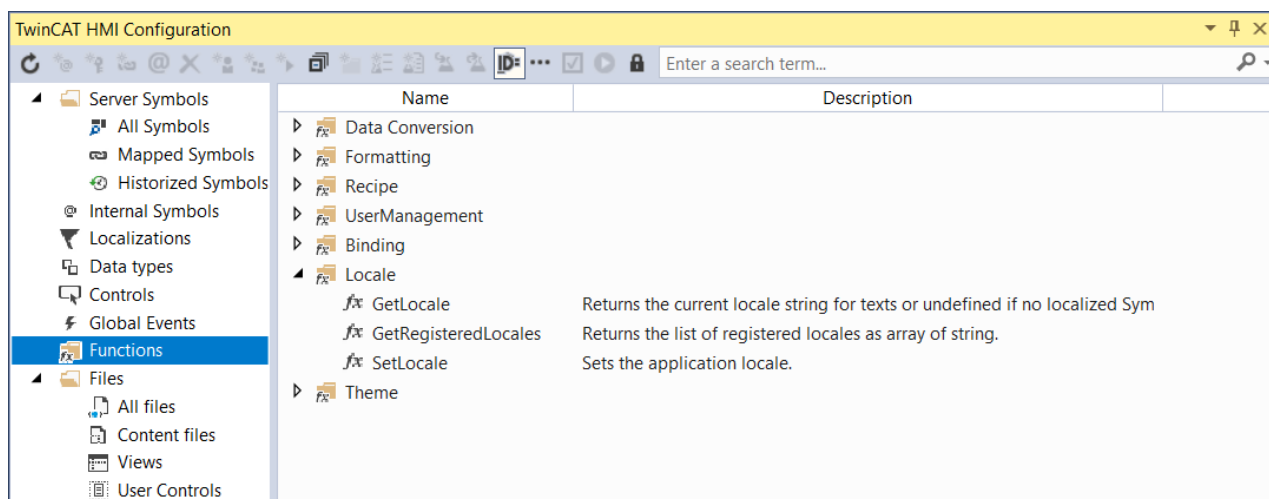 TwinCAT HMI Configuration
ID: Enter a search term...
Server Symbols
All Symbols
Mapped Symbols
Historized Symbols
Internal Symbols
Localizations
Data types
Controls
Global Events
Functions
Files
All files
Content files
Views
User Controls
Name Description
Data Conversion
Formatting
Recipe
UserManagement
Binding
Locale
GetLocale Returns the current locale string for texts or undefined if no localized Sym
GetRegisteredLocales Returns the list of registered locales as array of string.
SetLocale Sets the application locale.
Theme